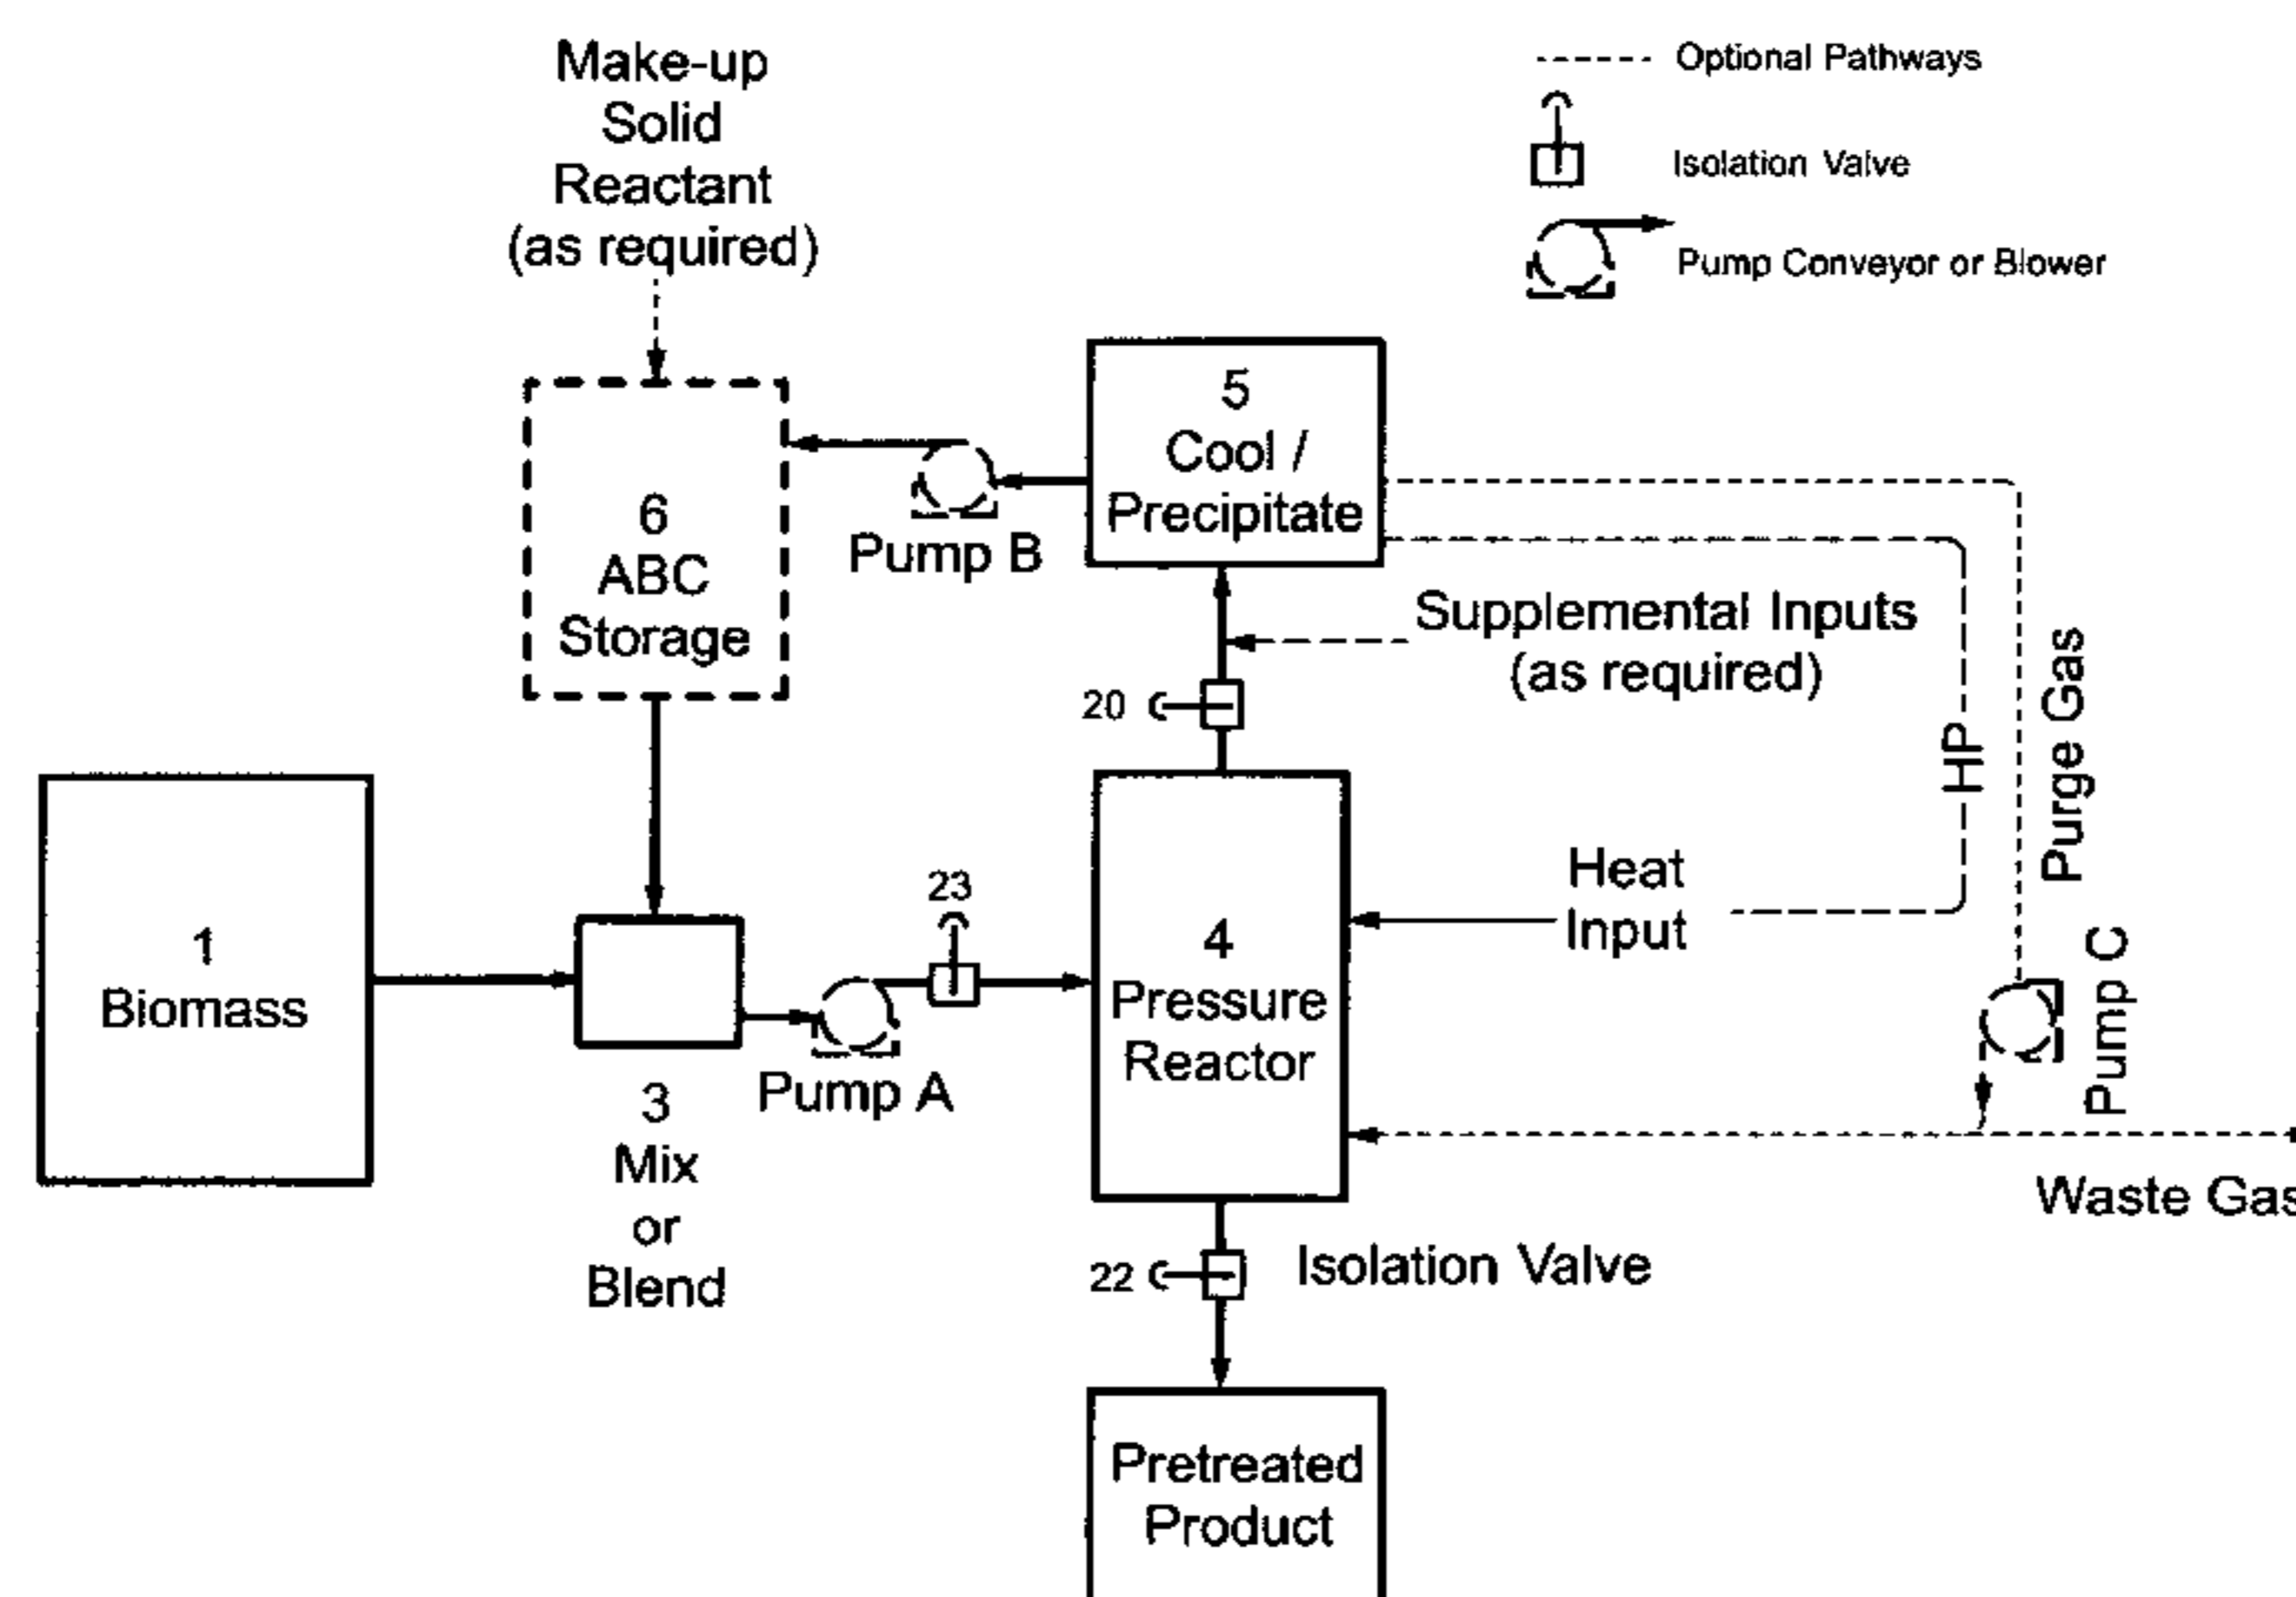 Make-up
Solid
Reactant
(as required)
Optional Pathways
Isolation Valve
Pump Conveyor or Blower
5
Cool /
Precipitate
6
ABC
Storage
Pump B
Supplemental Inputs
(as required)
20
HP
Purge Gas
Pump C
1
Biomass
23
Heat
Input
4
Pressure
Reactor
Pump A
3
Mix
or
Blend
Waste Gas
22
Isolation Valve
Pretreated
Product